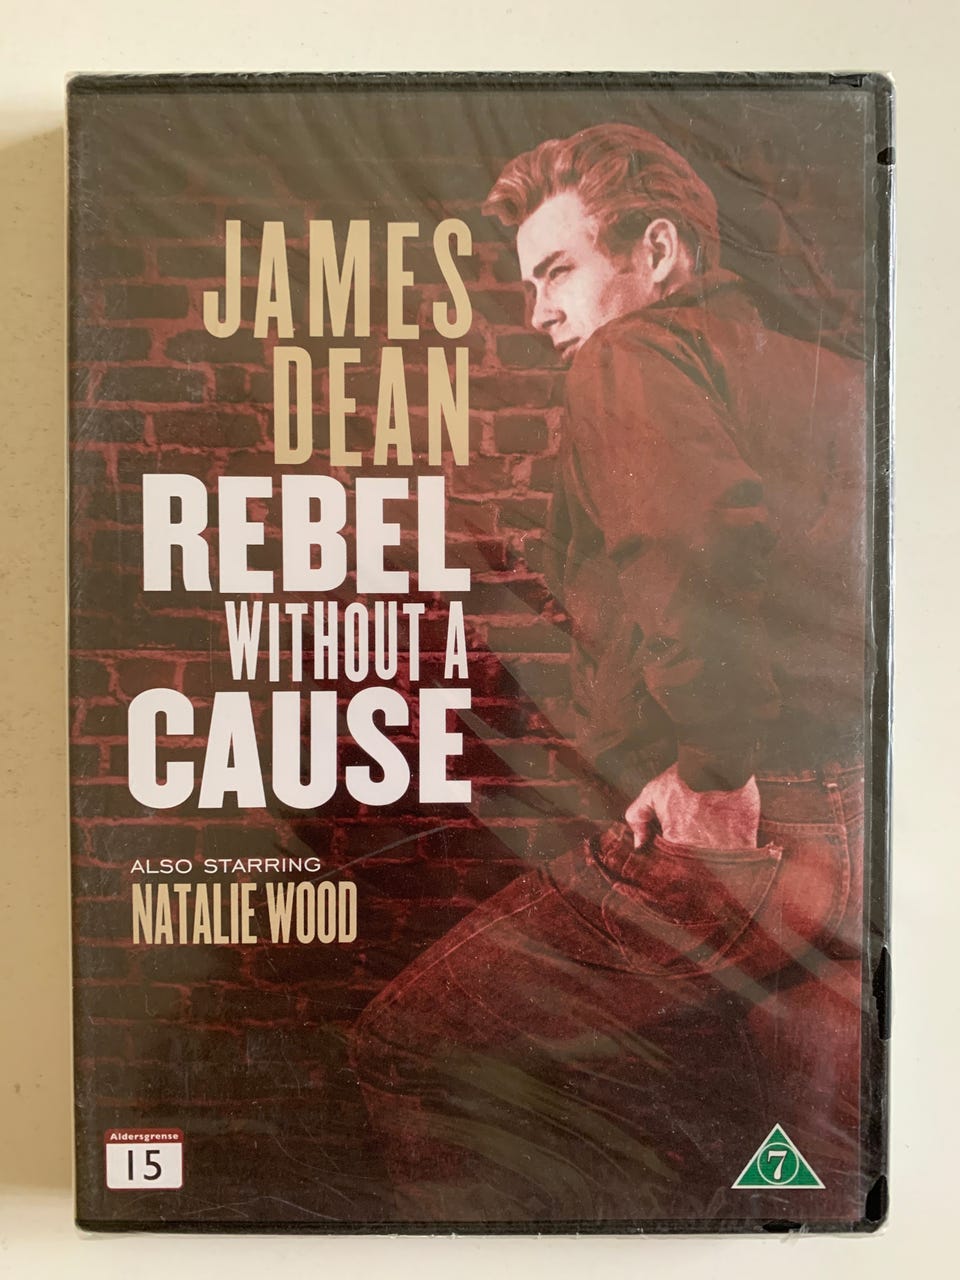 JAMES
DEAN
REBEL
WITHOUT A
CAUSE
ALSO STARRING
NATALIE WOOD
Aldersgrense
15
7